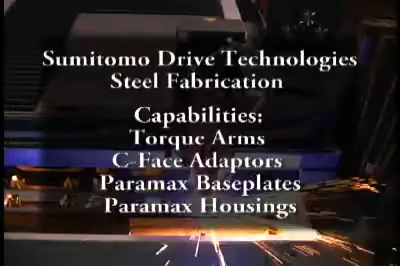 Sumitomo Drive Technologies
Steel Fabrication
Capabilities:
Torque Arms
C-Face Adaptors
Paramax Baseplates
Paramax Housings